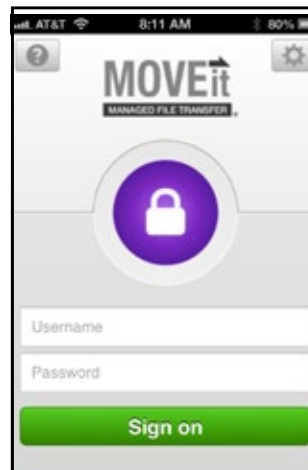 AT&T 8:11 AM 80%
?
MOVEit
MANAGED FILE TRANSFER
Username
Password
Sign on